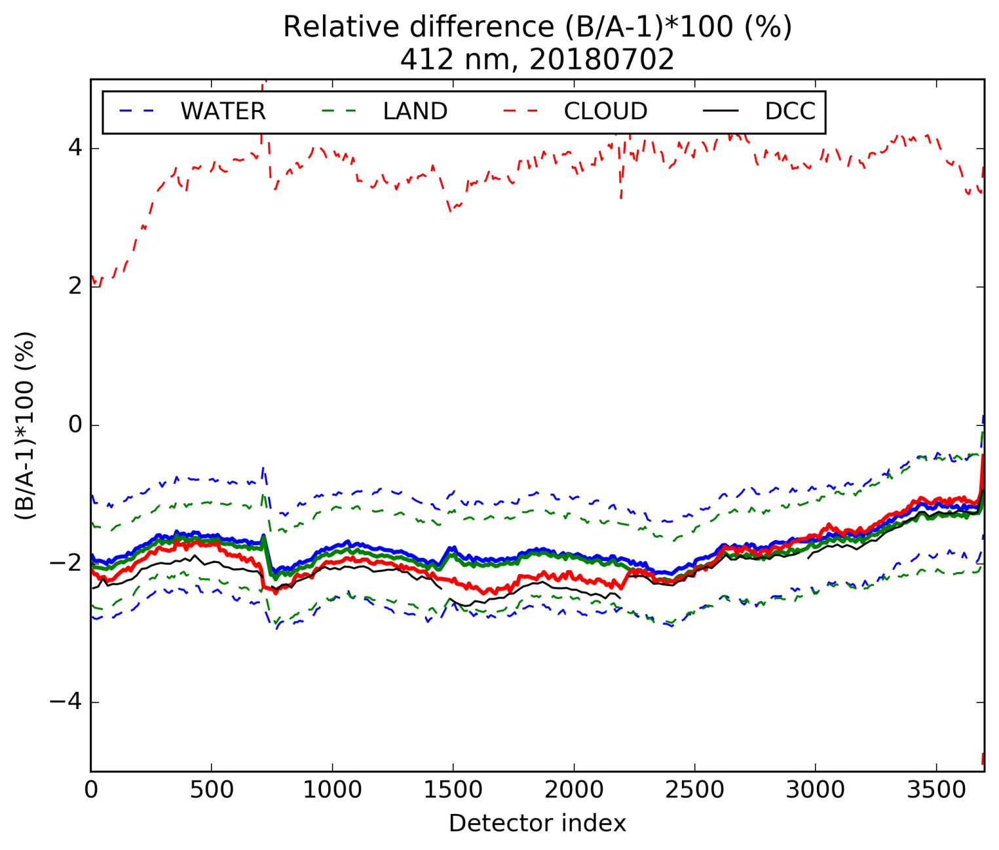 Relative difference (B/A-1)*100 (%)
412 nm, 20180702
WATER LAND CLOUD DCC
4
2
0
−2
−4
(B/A-1)*100 (%)
0 500 1000 1500 2000 2500 3000 3500
Detector index